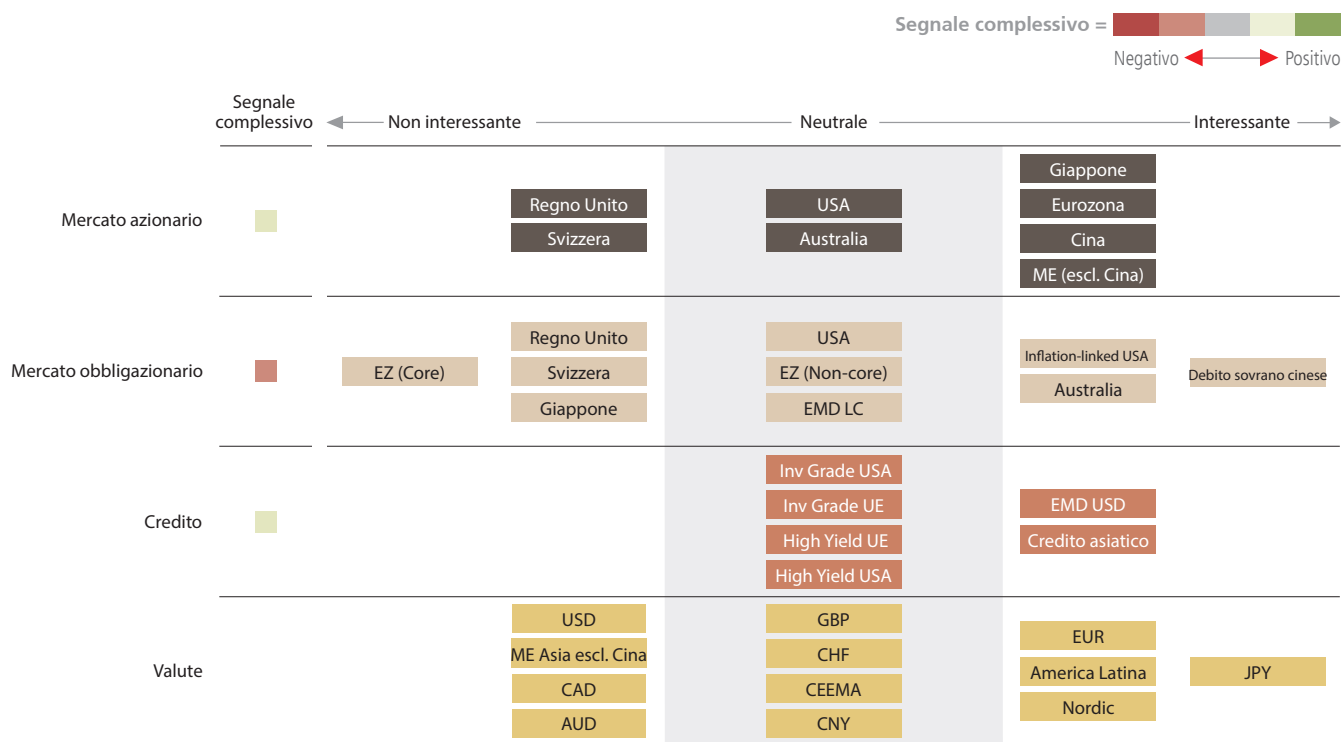 Segnale complessivo =
Negativo Positivo
Segnale
complessivo
Non interessante Neutrale Interessante
Mercato azionario
Regno Unito
Svizzera
USA
Australia
Giappone
Eurozona
Cina
ME (escl. Cina)
Mercato obbligazionario
EZ (Core)
Regno Unito
Svizzera
Giappone
USA
EZ (Non-core)
EMD LC
Inflation-linked USA
Australia
Debito sovrano cinese
Credito
Inv Grade USA
Inv Grade UE
High Yield UE
High Yield USA
EMD USD
Credito asiatico
Valute
USD
ME Asia escl. Cina
CAD
AUD
GBP
CHF
CEEMA
CNY
EUR
America Latina
Nordic
JPY